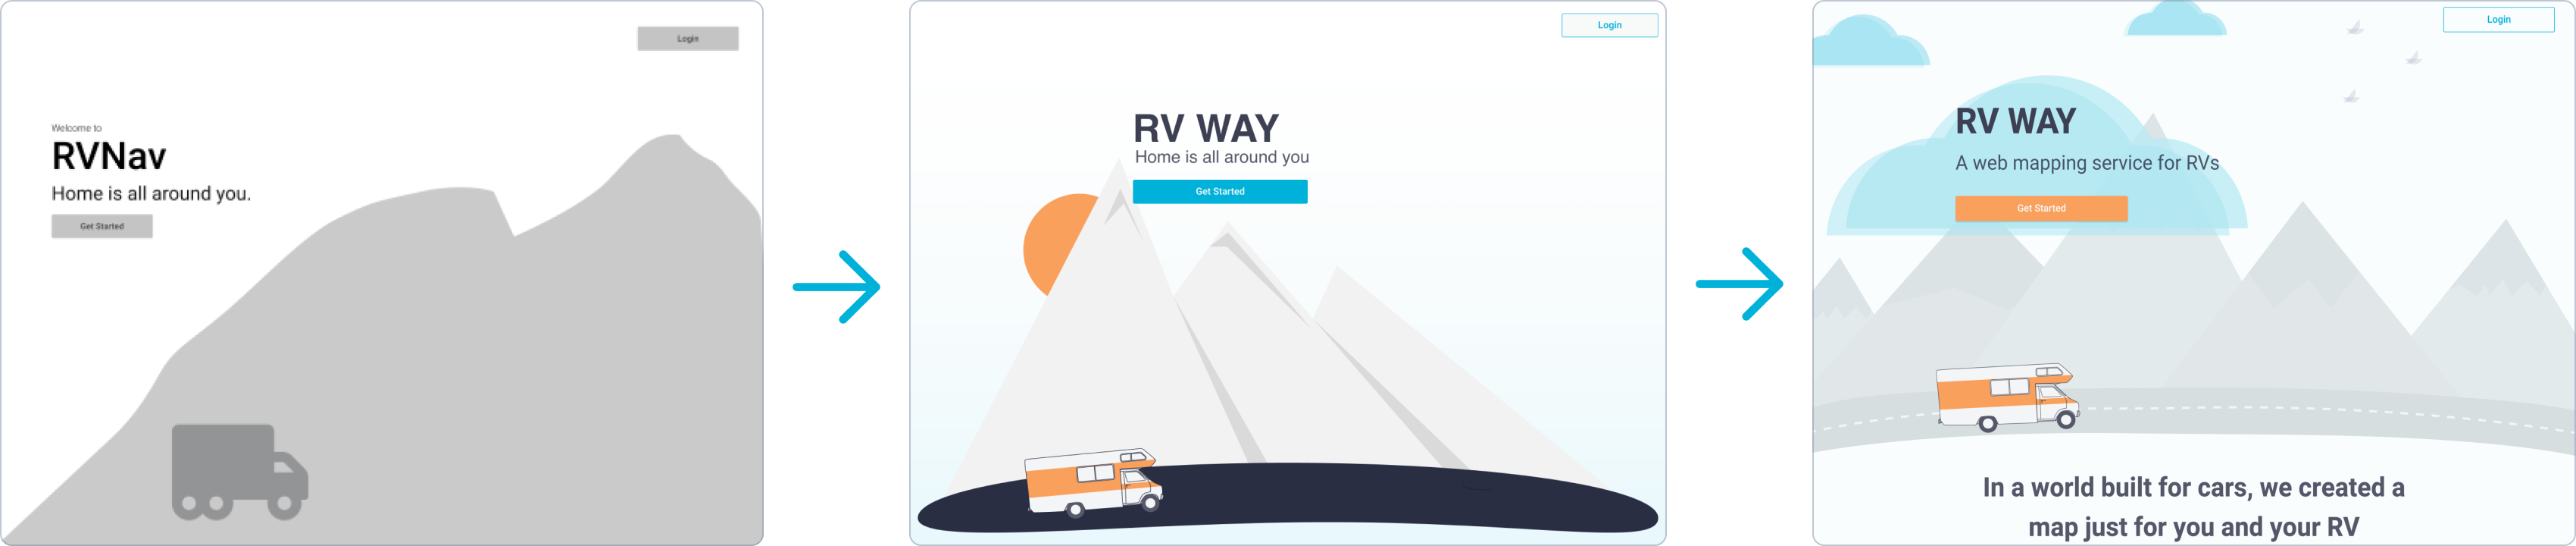 Login
Welcome to
RVNav
Home is all around you.
Get Started
Login
RV WAY
Home is all around you
Get Started
Login
RV WAY
A web mapping service for RVs
Get Started
In a world built for cars, we created a
map just for you and your RV